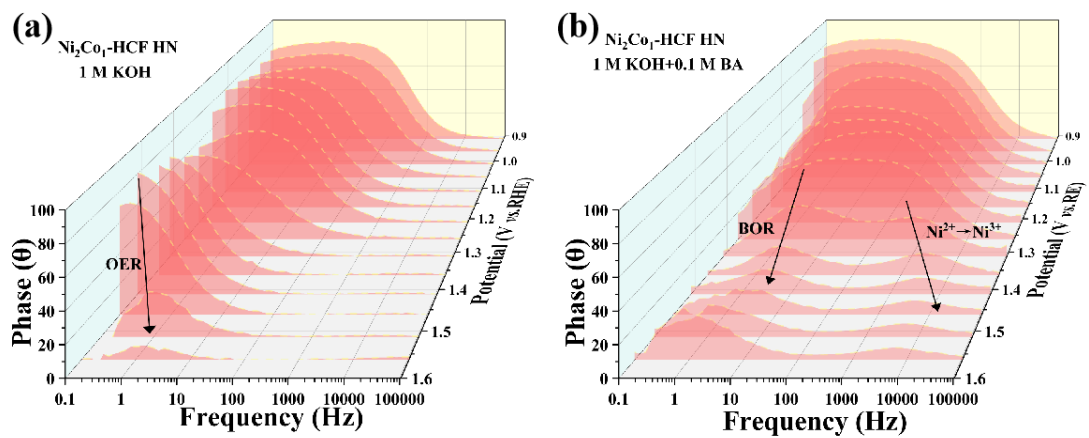 (a)
Ni₂Co₁-HCF HN
1 M KOH
OER
Phase (θ)
100
80
60
40
20
0
0.1 1 10 100 1000 10000 100000
Frequency (Hz)
0.9
1.0
1.1
1.2
1.3
1.4
1.5
1.6
Potential (V vs.RHE)
(b)
Ni₂Co₁-HCF HN
1 M KOH+0.1 M BA
BOR
Ni²⁺→Ni³⁺
Phase (θ)
100
80
60
40
20
0
0.1 1 10 100 1000 10000 100000
Frequency (Hz)
0.9
1.0
1.1
1.2
1.3
1.4
1.5
1.6
Potential (V vs.RE)